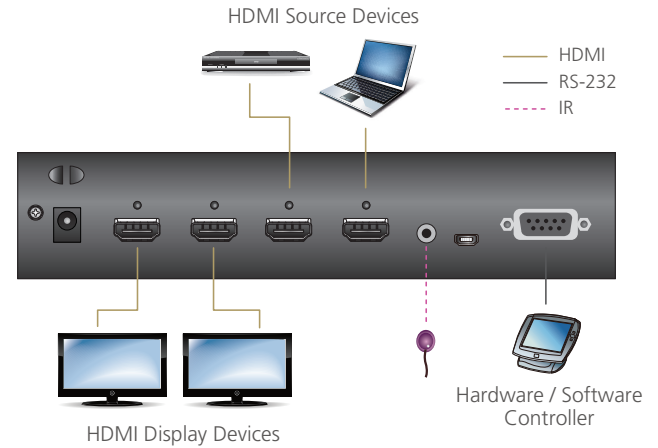 HDMI Source Devices
HDMI
RS-232
IR
HDMI Display Devices
Hardware / Software
Controller